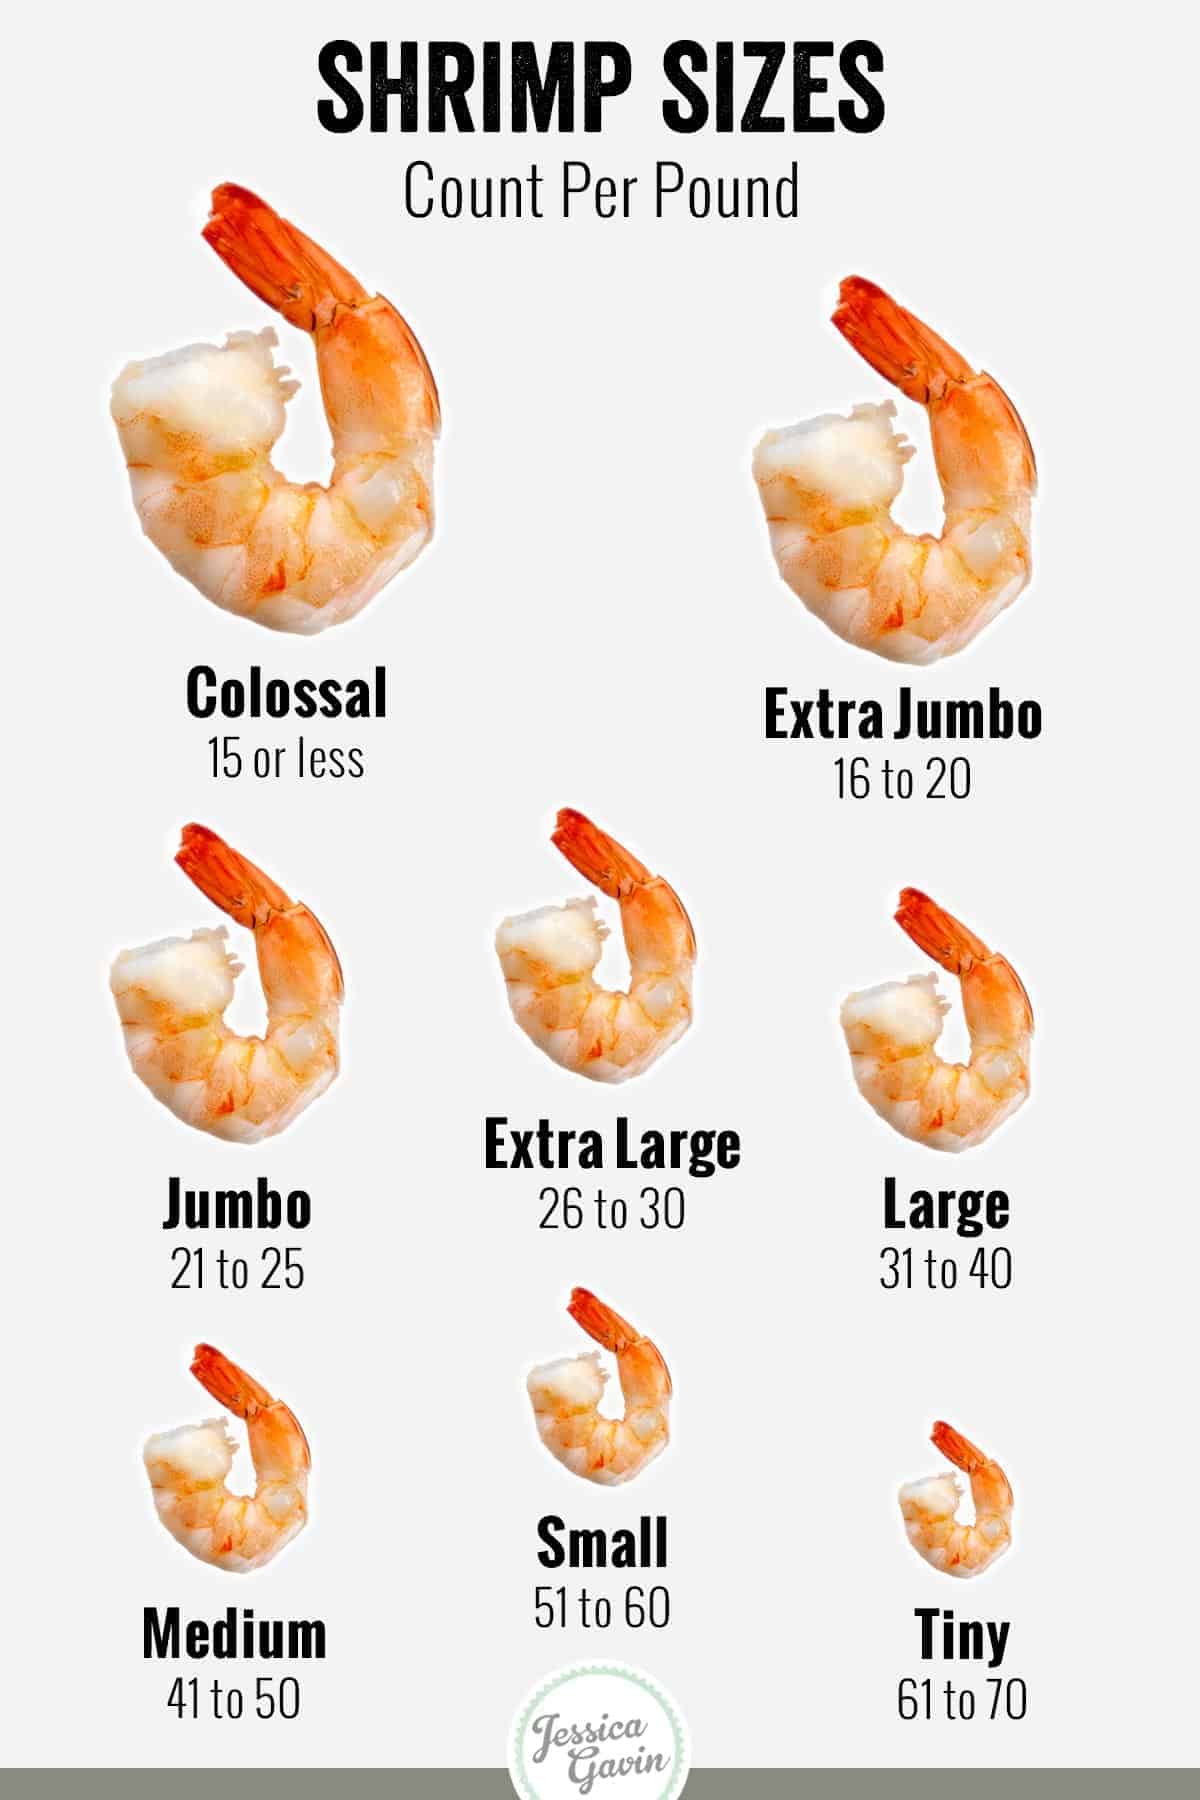 SHRIMP SIZES
Count Per Pound
Colossal
15 or less
Extra Jumbo
16 to 20
Jumbo
21 to 25
Extra Large
26 to 30
Large
31 to 40
Medium
41 to 50
Small
51 to 60
Tiny
61 to 70
Jessica
Gavin